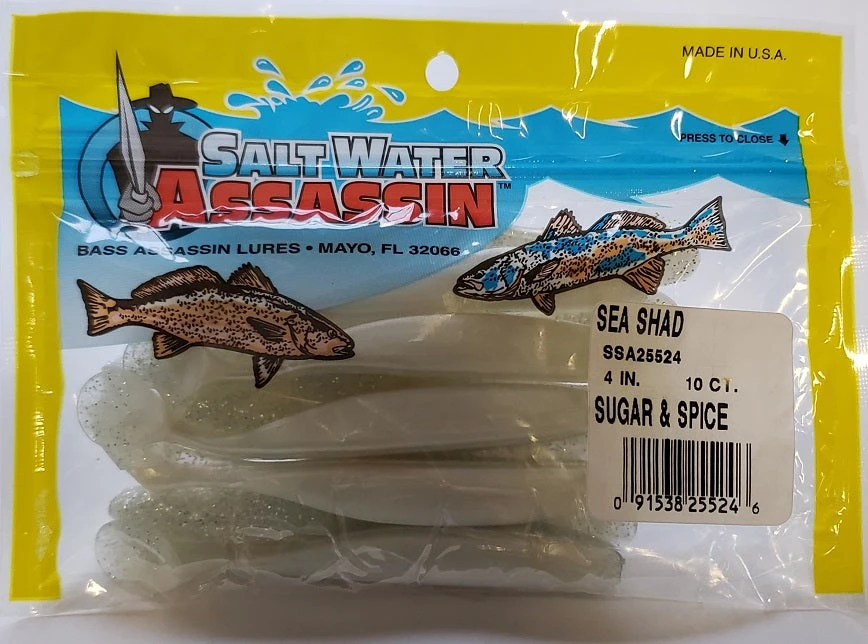 MADE IN U.S.A.
PRESS TO CLOSE
SALT WATER
ASSASSIN™
BASS ASSASSIN LURES • MAYO, FL 32066
SEA SHAD
SSA25524
4 IN. 10 CT.
SUGAR & SPICE
0 91538 25524 6